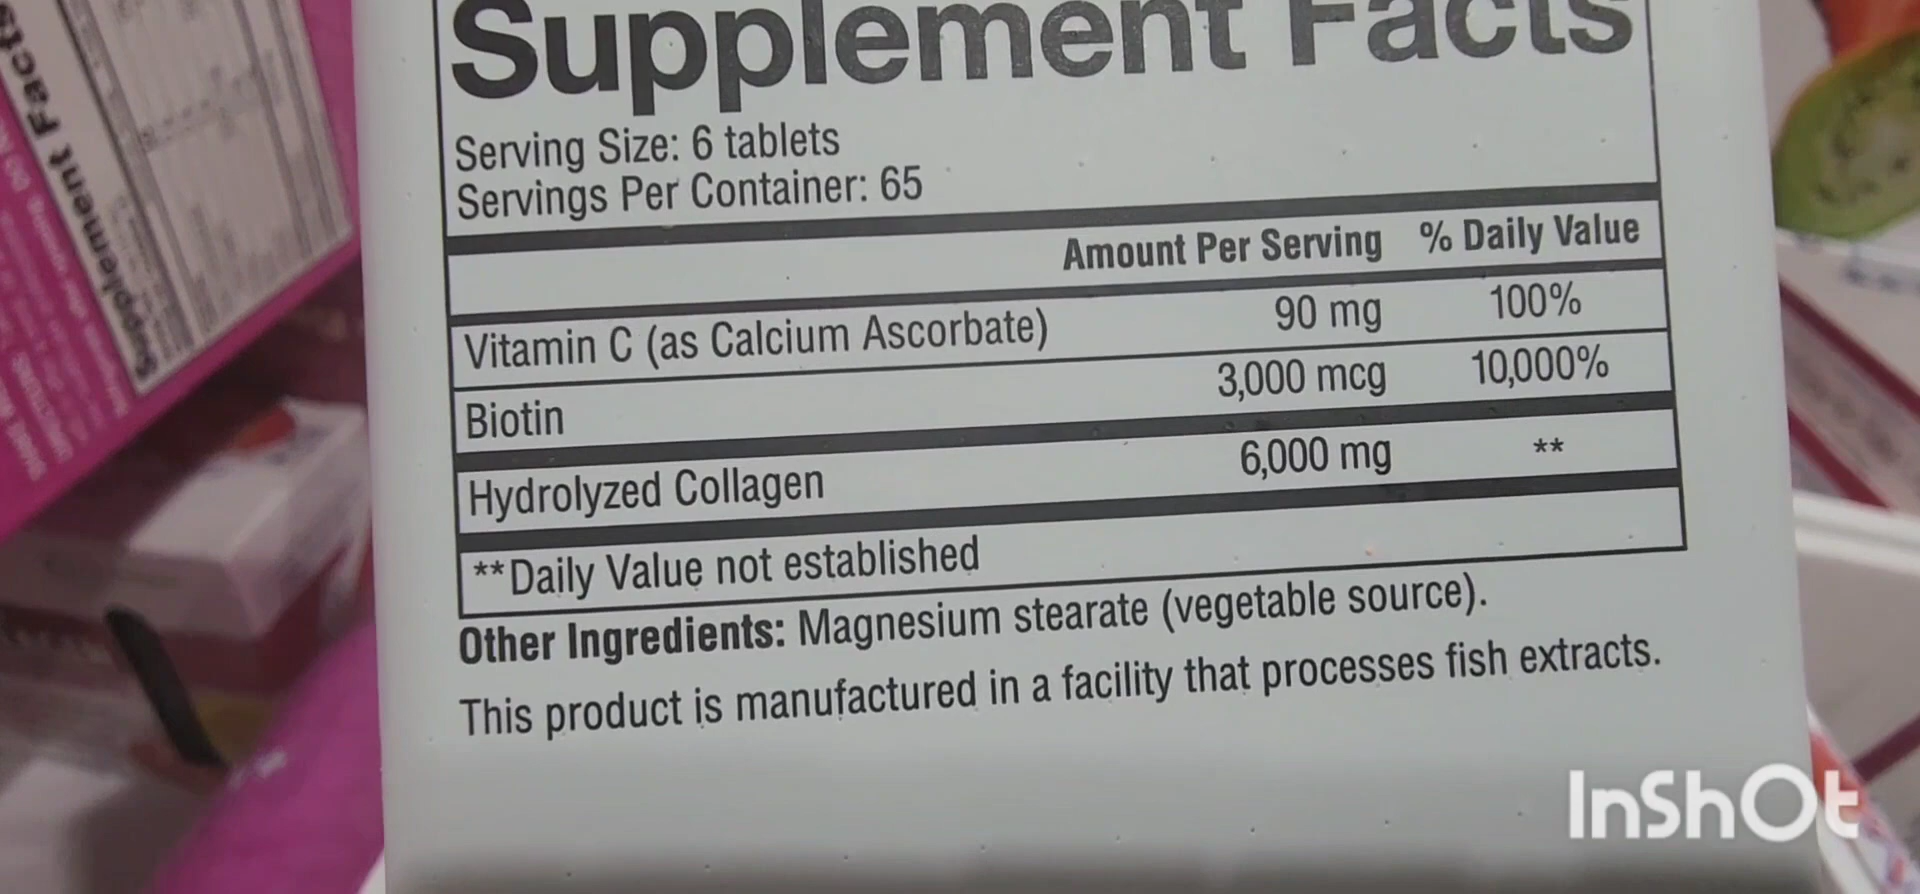 Supplement Facts
Serving Size: 6 tablets
Servings Per Container: 65
Amount Per Serving % Daily Value
Vitamin C (as Calcium Ascorbate) 90 mg 100%
Biotin 3,000 mcg 10,000%
Hydrolyzed Collagen 6,000 mg **
**Daily Value not established
Other Ingredients: Magnesium stearate (vegetable source).
This product is manufactured in a facility that processes fish extracts.
Supplement Facts
InShOt